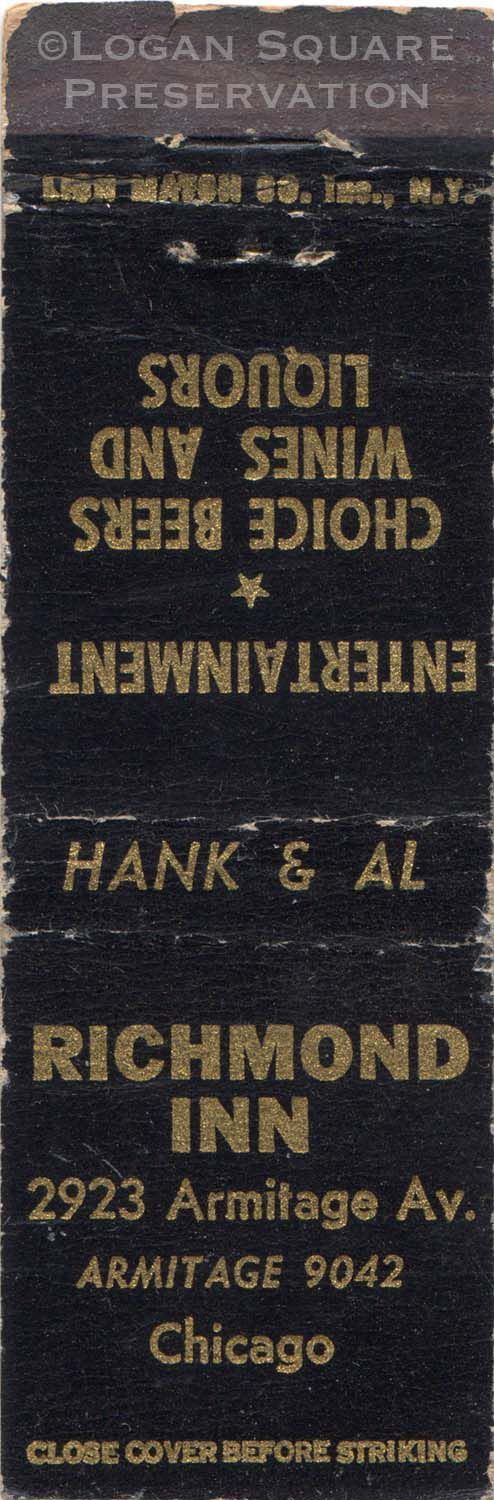 ©Logan Square
Preservation
Lion Match Co. Inc., N.Y.
ENTERTAINMENT
★
CHOICE BEERS
WINES AND
LIQUORS
HANK & AL
RICHMOND
INN
2923 Armitage Av.
ARMITAGE 9042
Chicago
CLOSE COVER BEFORE STRIKING